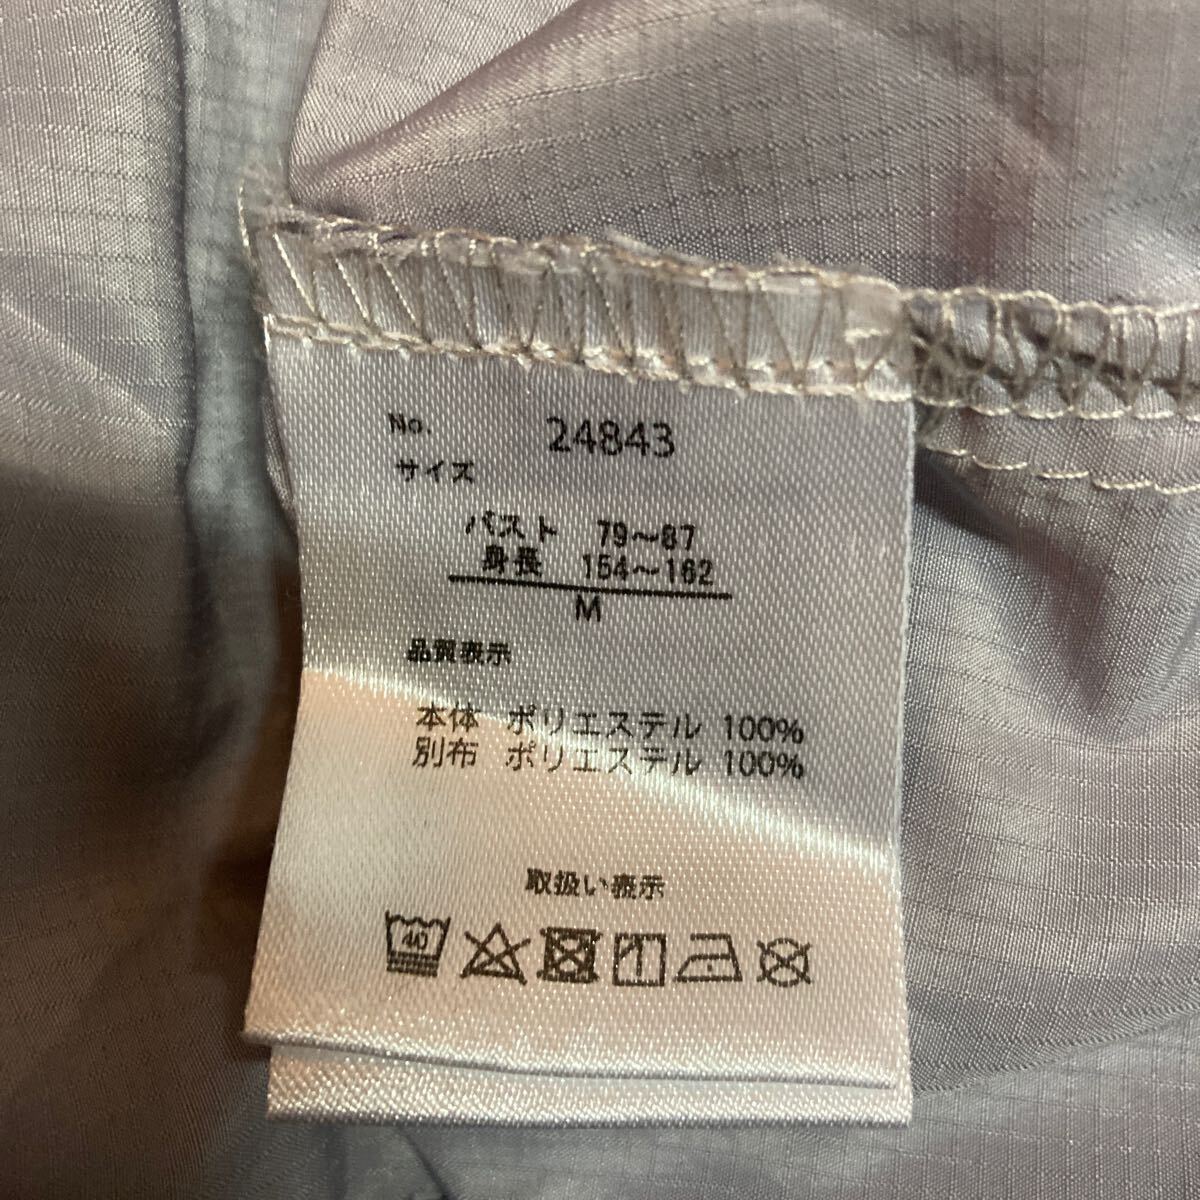 No. 24843
サイズ
バスト 79～87
身長 154～162
M
品質表示
本体 ポリエステル 100%
別布 ポリエステル 100%
取扱い表示
40